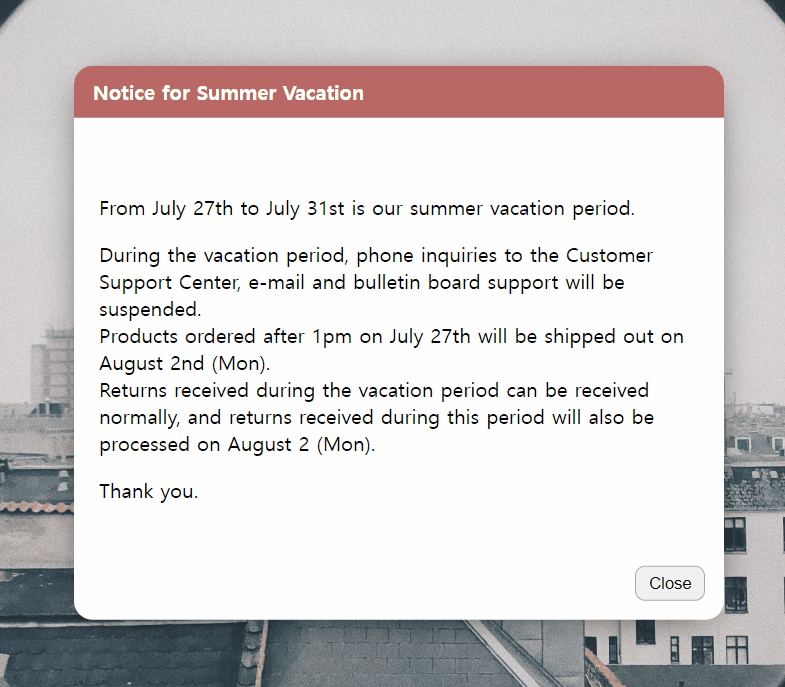 Notice for Summer Vacation
From July 27th to July 31st is our summer vacation period.
During the vacation period, phone inquiries to the Customer
Support Center, e-mail and bulletin board support will be
suspended.
Products ordered after 1pm on July 27th will be shipped out on
August 2nd (Mon).
Returns received during the vacation period can be received
normally, and returns received during this period will also be
processed on August 2 (Mon).
Thank you.
Close